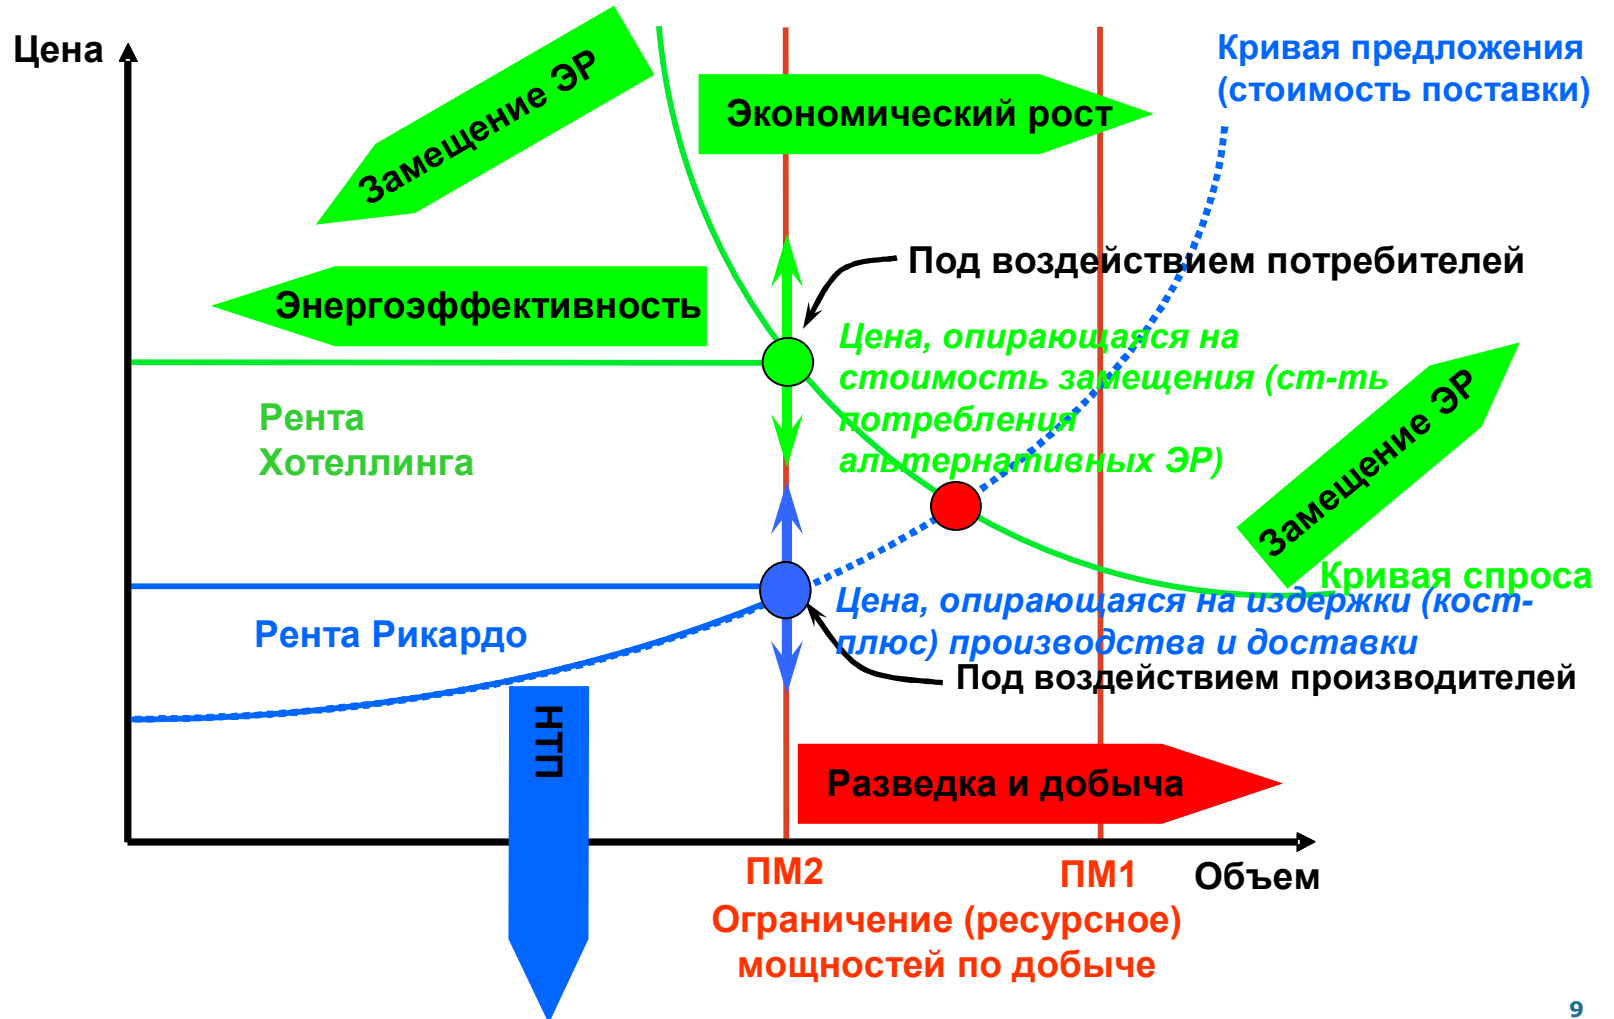 Цена
Замещение ЭР
Экономический рост
Кривая предложения
(стоимость поставки)
Под воздействием потребителей
Энергоэффективность
Цена, опирающаяся на
стоимость замещения (ст-ть
потребления
альтернативных ЭР)
Рента
Хотеллинга
Замещение ЭР
Кривая спроса
Цена, опирающаяся на издержки (кост-
плюс) производства и доставки
Рента Рикардо
Под воздействием производителей
НТП
Разведка и добыча
ПМ2
ПМ1
Объем
Ограничение (ресурсное)
мощностей по добыче
9